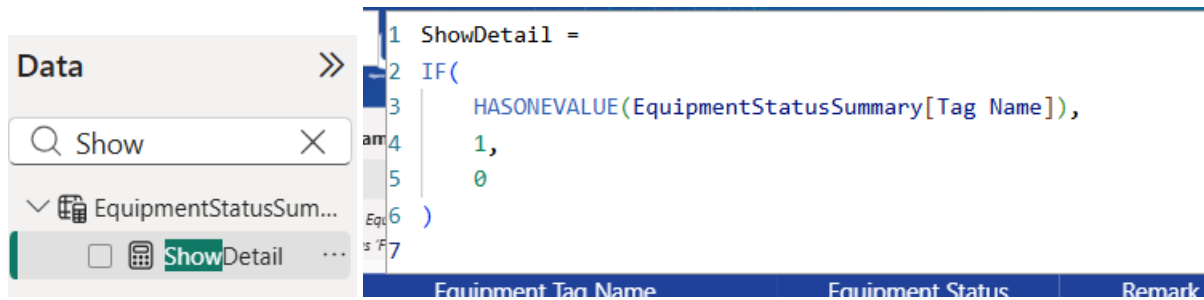 Data
Show
EquipmentStatusSum...
ShowDetail
1 ShowDetail =
2 IF(
3 HASONEVALUE(EquipmentStatusSummary[Tag Name]),
4 1,
5 0
6 )
7
Equipment Tag Name Equipment Status Remark